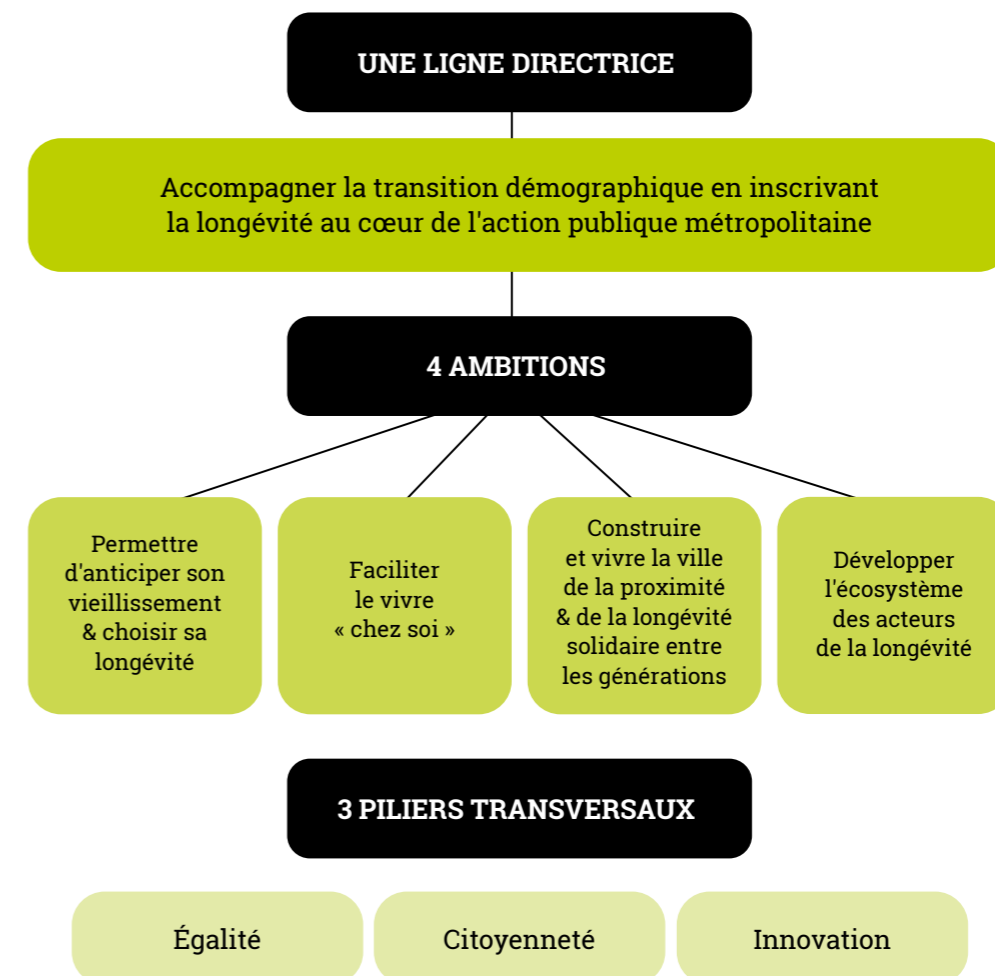 UNE LIGNE DIRECTRICE
Accompagner la transition démographique en inscrivant
la longévité au cœur de l'action publique métropolitaine
4 AMBITIONS
Permettre
d'anticiper son
vieillissement
& choisir sa
longévité
Faciliter
le vivre
« chez soi »
Construire
et vivre la ville
de la proximité
& de la longévité
solidaire entre
les générations
Développer
l'écosystème
des acteurs
de la longévité
3 PILIERS TRANSVERSAUX
Égalité
Citoyenneté
Innovation